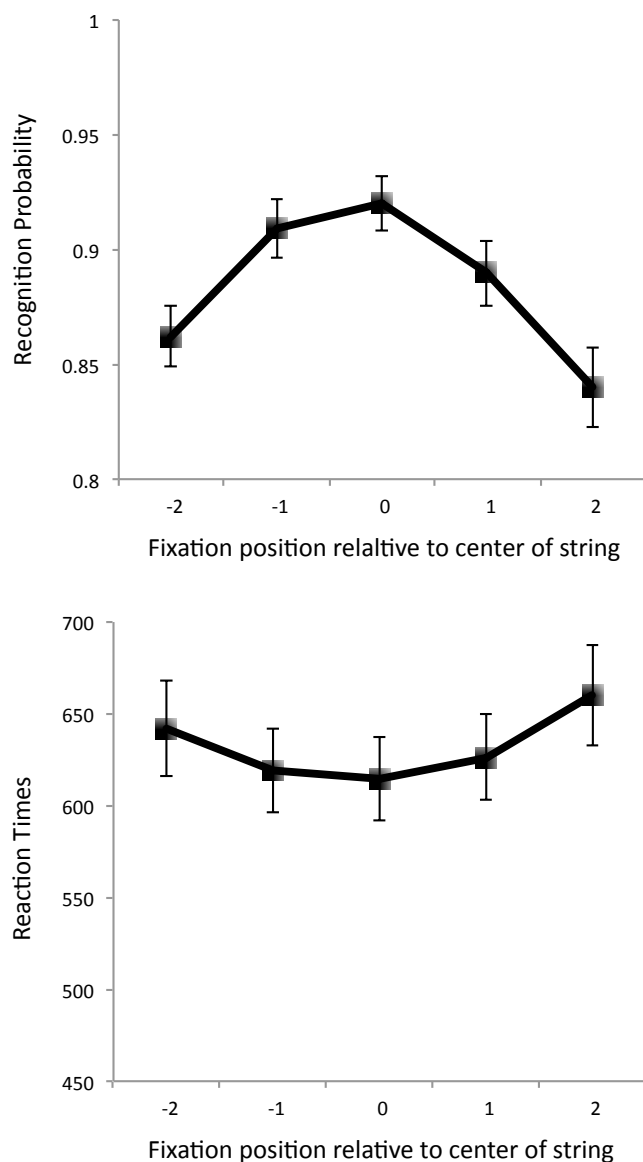 1
0.95
0.9
0.85
0.8
Recognition Probability
-2 -1 0 1 2
Fixation position relaltive to center of string
700
650
600
550
500
450
Reaction Times
-2 -1 0 1 2
Fixation position relative to center of string